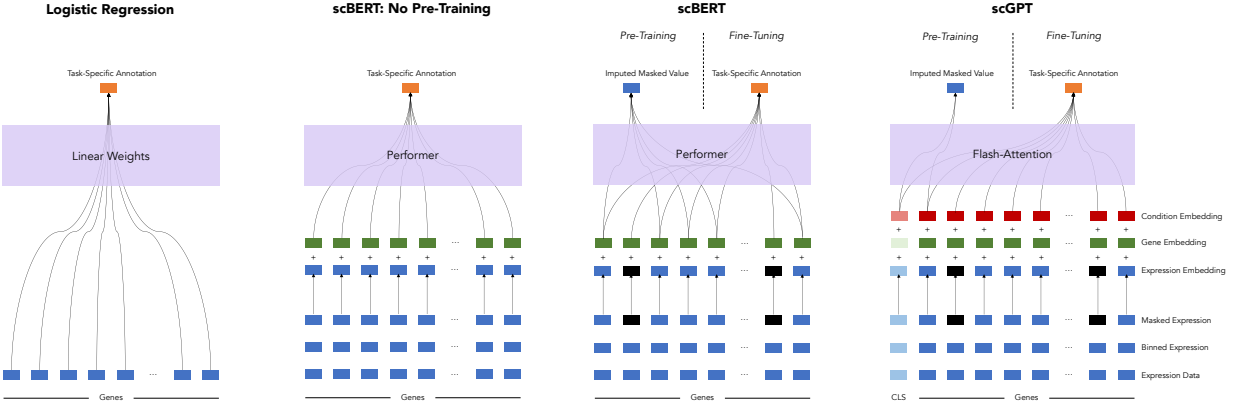 Logistic Regression
scBERT: No Pre-Training
scBERT
scGPT
Pre-Training
Fine-Tuning
Pre-Training
Fine-Tuning
Task-Specific Annotation
Task-Specific Annotation
Imputed Masked Value
Task-Specific Annotation
Imputed Masked Value
Task-Specific Annotation
Linear Weights
Performer
Performer
Flash-Attention
Condition Embedding
Gene Embedding
Expression Embedding
Masked Expression
Binned Expression
Expression Data
Genes
Genes
Genes
CLS
Genes